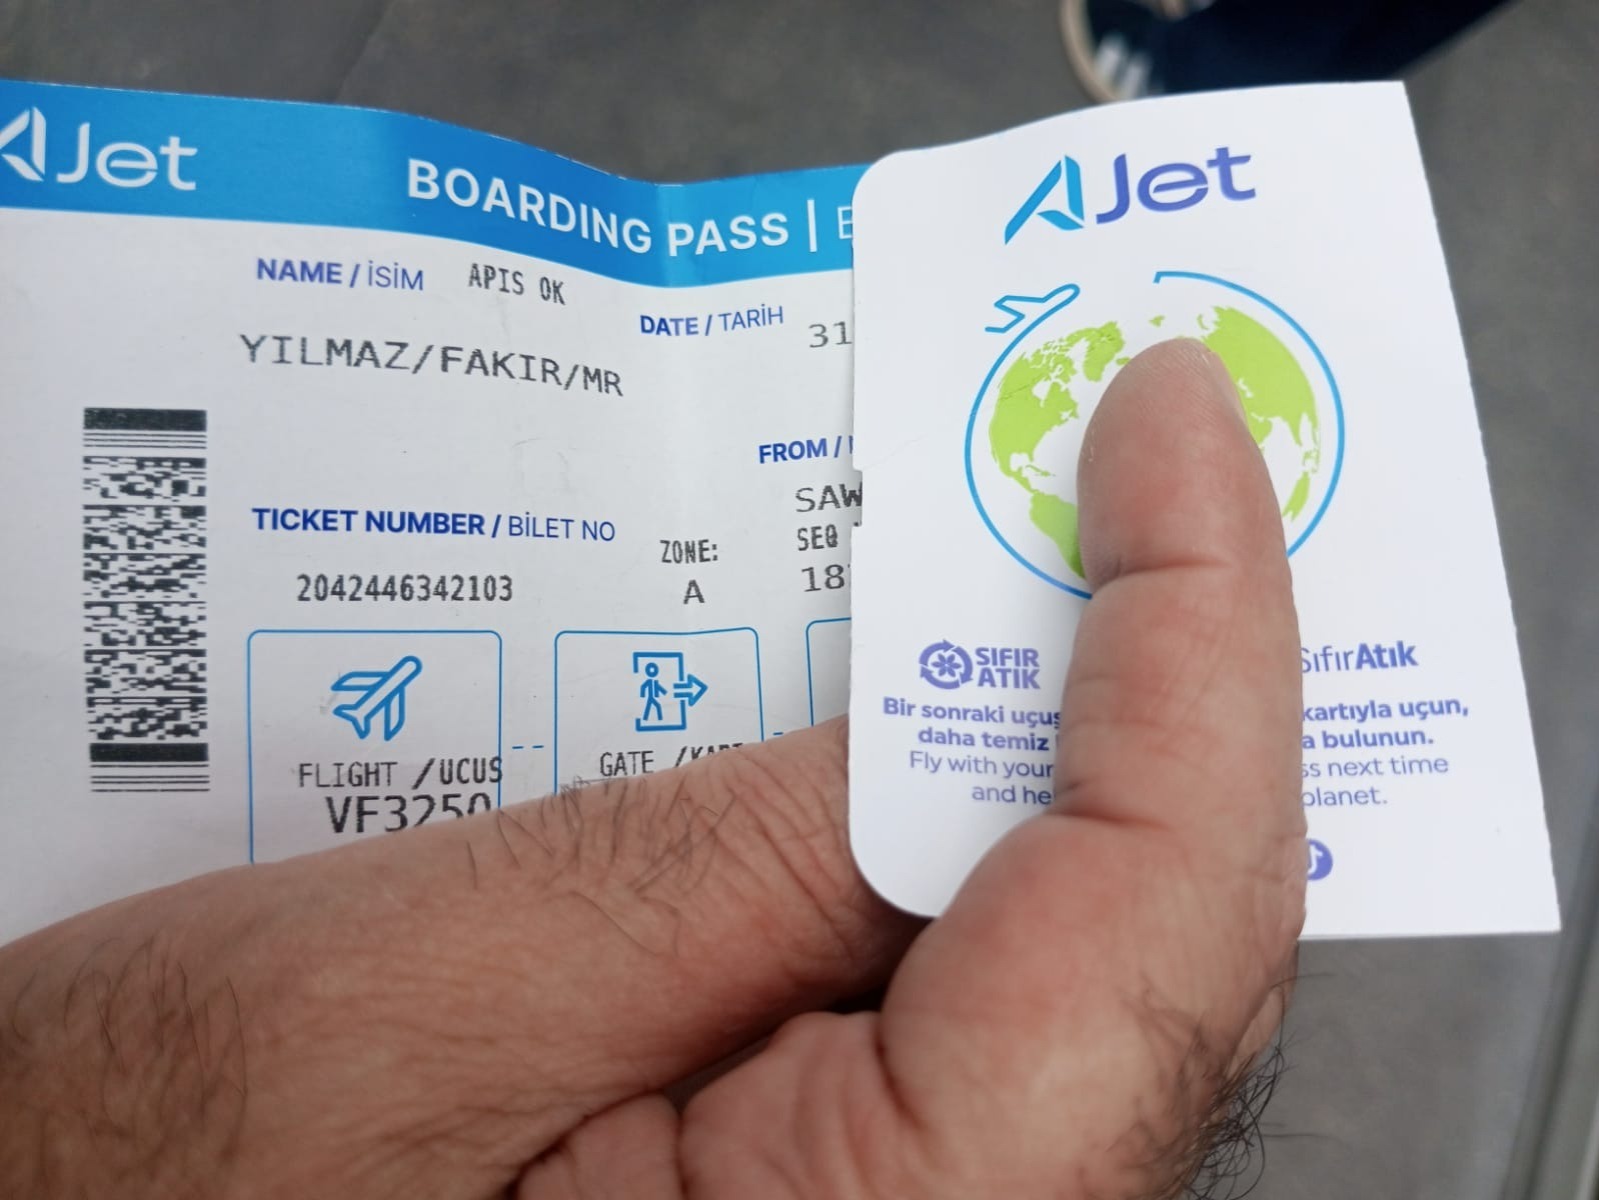 AJet
BOARDING PASS |
NAME / İSİM APIS OK
DATE / TARİH 31
YILMAZ/FAKIR/MR
FROM /
SAW
TICKET NUMBER / BİLET NO
ZONE:
SEQ
2042446342103
A
18
FLIGHT /UCUS
GATE
VF3250
AJet
SIFIR
ATIK
SıfırAtık
Bir sonraki kartıyla uçun,
daha temiz bulunun.
Fly with your next time
and planet.